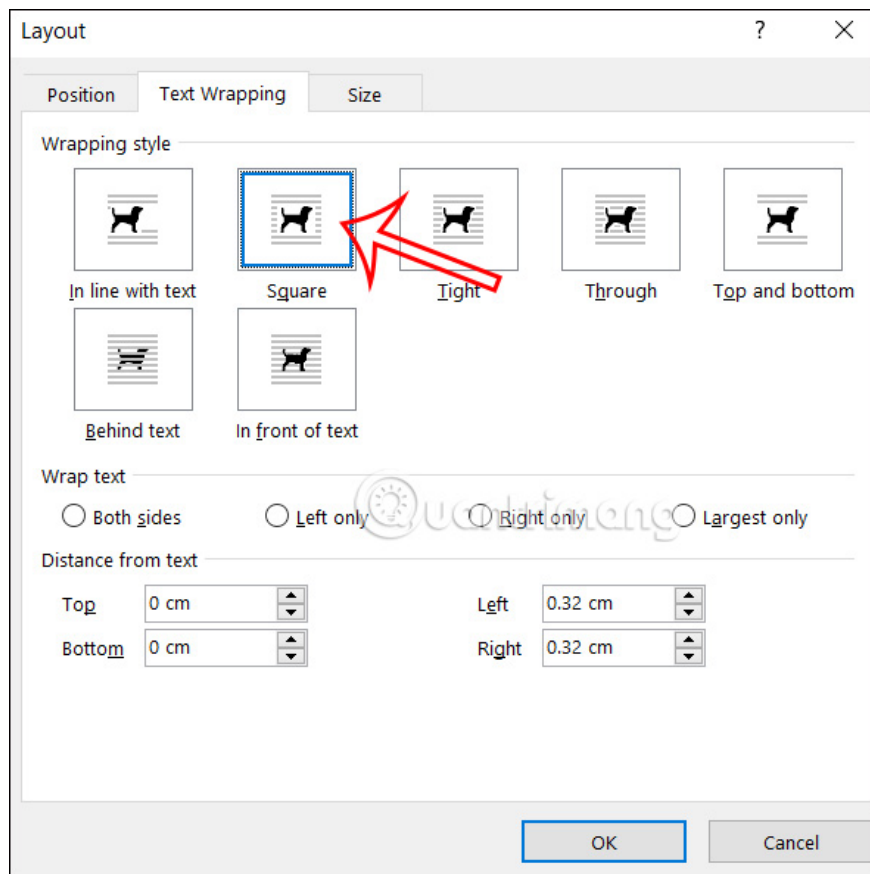 Layout ? ×
Position Text Wrapping Size
Wrapping style
In line with text Square Tight Through Top and bottom
Behind text In front of text
Wrap text
Both sides Left only Right only Largest only
Distance from text
Top 0 cm Left 0.32 cm
Bottom 0 cm Right 0.32 cm
Quantrimang
OK Cancel